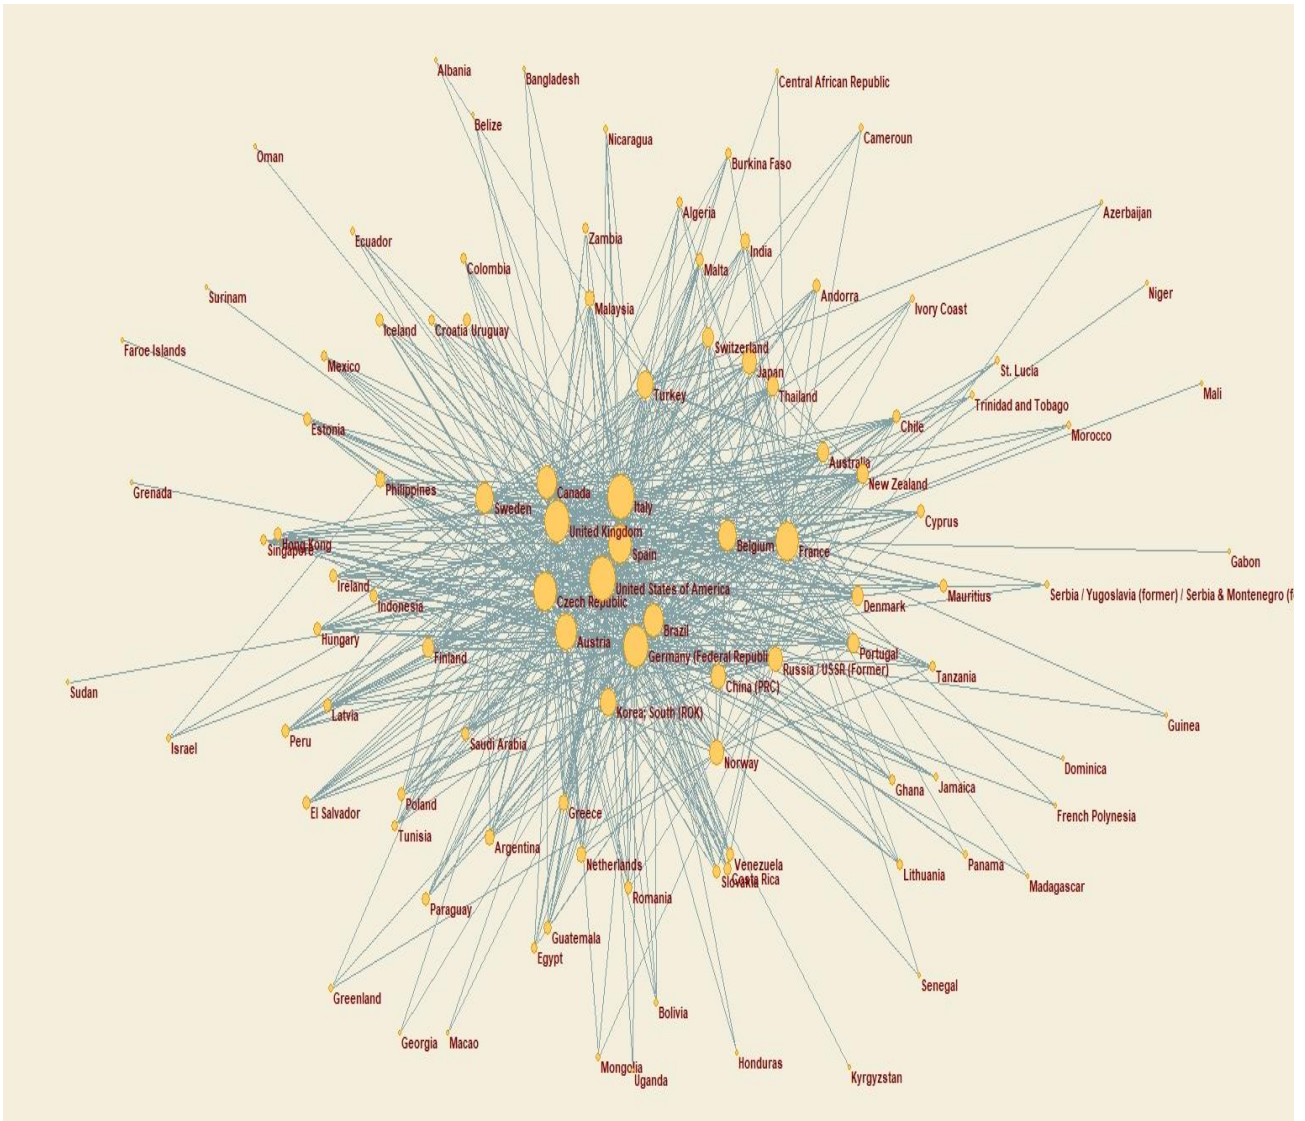 Albania
Bangladesh
Central African Republic
Belize
Nicaragua
Cameroun
Oman
Burkina Faso
Algeria
Azerbaijan
Ecuador
Zambia
India
Colombia
Malta
Surinam
Malaysia
Andorra
Niger
Ivory Coast
Iceland
Croatia
Uruguay
Faroe Islands
Switzerland
Mexico
Japan
St. Lucia
Turkey
Thailand
Mali
Trinidad and Tobago
Estonia
Chile
Morocco
Australia
Philippines
Canada
New Zealand
Grenada
Sweden
Italy
Cyprus
United Kingdom
Hong Kong
Singapore
Spain
Belgium
France
Gabon
Ireland
United States of America
Indonesia
Czech Republic
Denmark
Mauritius
Serbia / Yugoslavia (former) / Serbia & Montenegro (f
Hungary
Austria
Brazil
Finland
Germany (Federal Republi
Portugal
Russia / USSR (Former)
Tanzania
Sudan
China (PRC)
Latvia
Korea; South (ROK)
Guinea
Israel
Peru
Saudi Arabia
Norway
Dominica
Poland
Ghana
Jamaica
El Salvador
Greece
French Polynesia
Tunisia
Argentina
Netherlands
Venezuela
Panama
Slovakia
Costa Rica
Lithuania
Madagascar
Romania
Paraguay
Guatemala
Egypt
Senegal
Greenland
Bolivia
Georgia
Macao
Mongolia
Honduras
Uganda
Kyrgyzstan